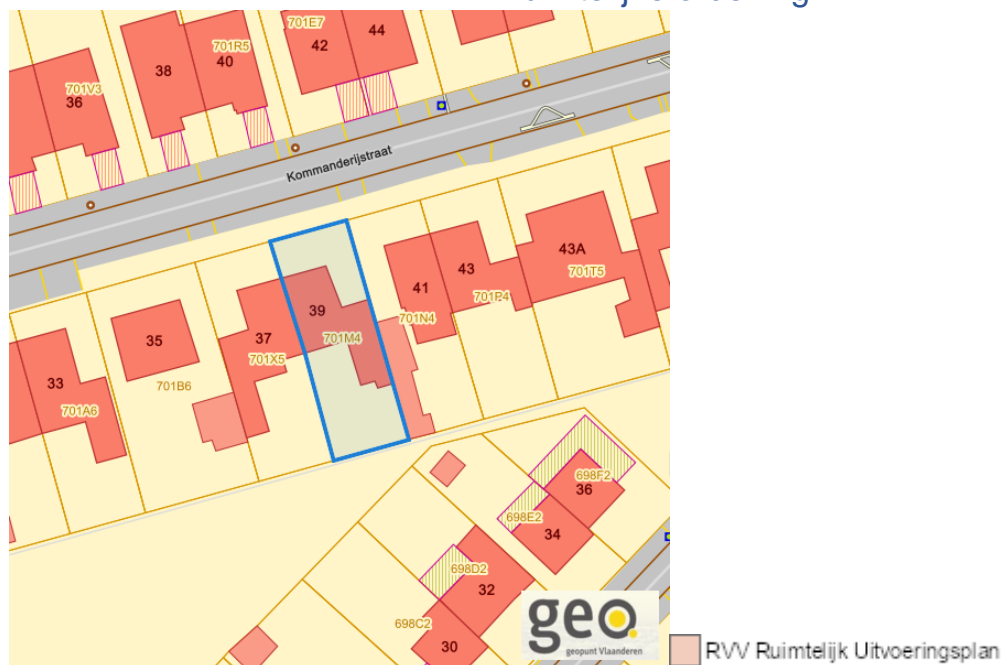 701E7
44
42
701R5
40
38
701V3
36
Kommanderijstraat
43A
701T5
43
701P4
41
701N4
39
701M4
37
701X5
35
701B6
33
701A6
698F2
36
698E2
34
698D2
32
698C2
30
geo
geopunt Vlaanderen
RVV Ruimtelijk Uitvoeringsplan